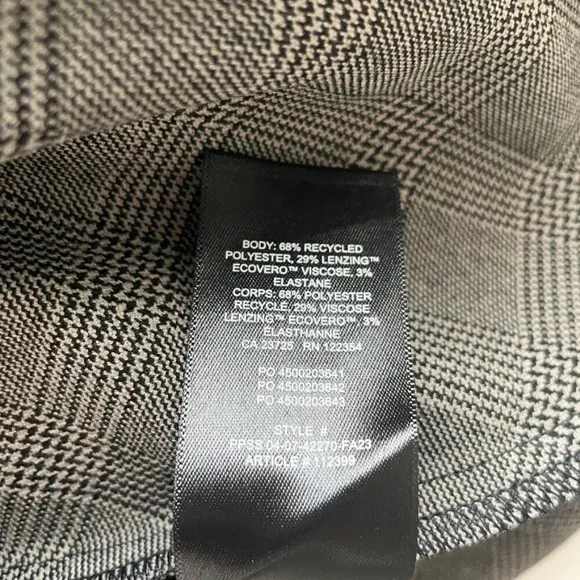 BODY: 68% RECYCLED
POLYESTER, 29% LENZING™
ECOVERO™ VISCOSE, 3%
ELASTANE
CORPS: 68% POLYESTER
RECYCLÉ, 29% VISCOSE
LENZING™ ECOVERO™, 3%
ELASTHANNE
CA 23725 RN 122354
PO 4500203641
PO 4500203642
PO 4500203643
STYLE #
PPSS 04-07-42270-FA23
ARTICLE # 112399